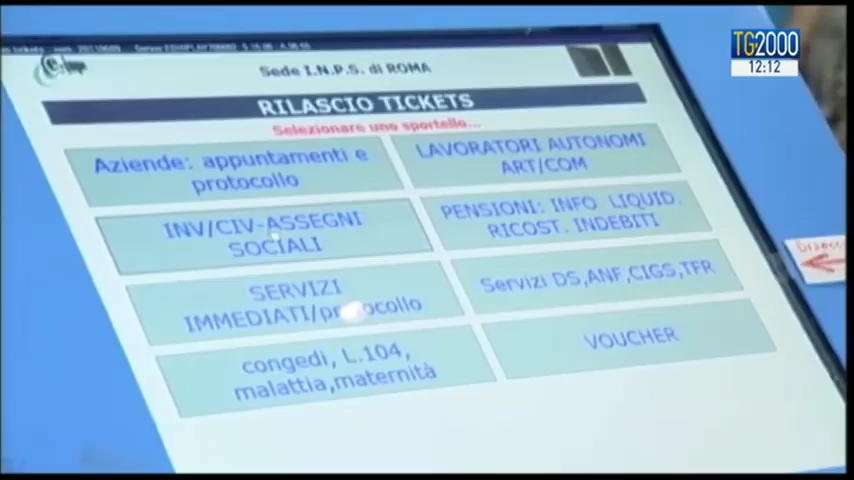 TG2000
12:12
Sede I.N.P.S. di ROMA
RILASCIO TICKETS
Selezionare uno sportello...
Aziende: appuntamenti e
protocollo
LAVORATORI AUTONOMI
ART/COM
INV/CIV-ASSEGNI
SOCIALI
PENSIONI: INFO LIQUID.
RICOST. INDEBITI
SERVIZI
IMMEDIATI/protocollo
Servizi DS,ANF,CIGS,TFR
congedi, L.104,
malattia,maternità
VOUCHER